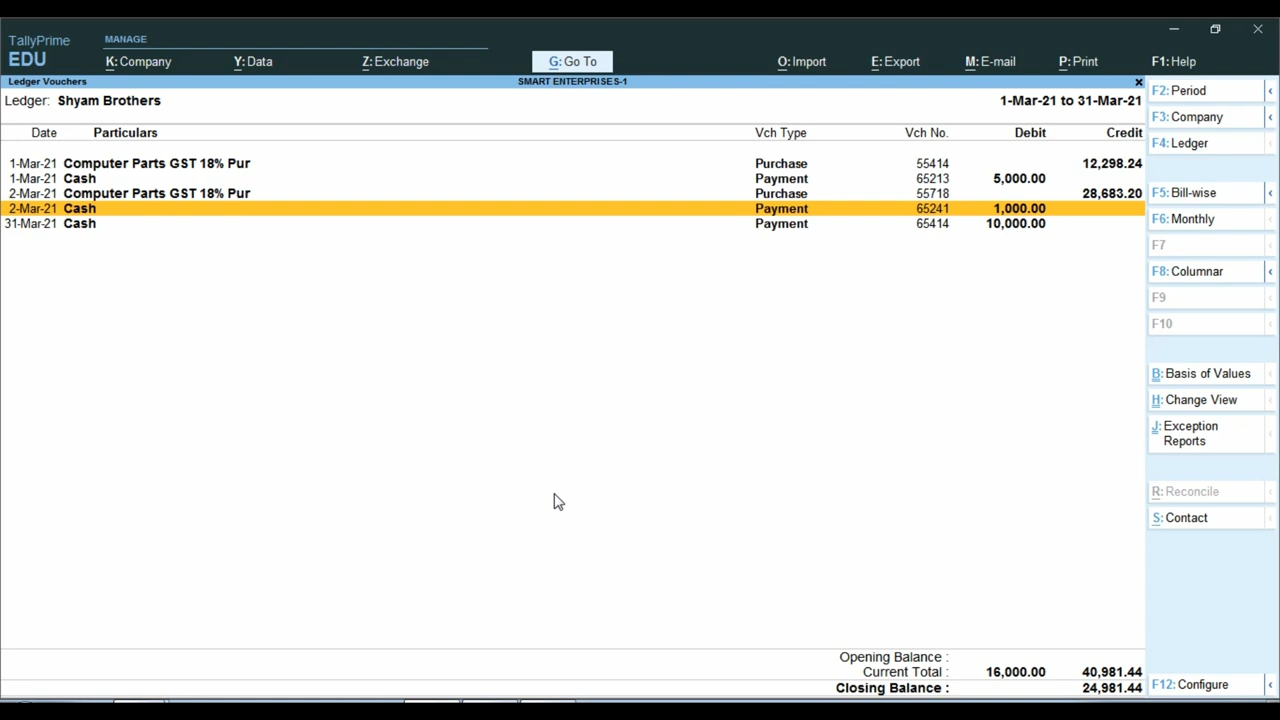 TallyPrime
EDU
MANAGE
K: Company Y: Data Z: Exchange G: Go To O: Import E: Export M: E-mail P: Print F1: Help
Ledger Vouchers SMART ENTERPRISES-1 ×
Ledger: Shyam Brothers 1-Mar-21 to 31-Mar-21
Date Particulars Vch Type Vch No. Debit Credit
1-Mar-21 Computer Parts GST 18% Pur Purchase 55414 12,298.24
1-Mar-21 Cash Payment 65213 5,000.00
2-Mar-21 Computer Parts GST 18% Pur Purchase 55718 28,683.20
2-Mar-21 Cash Payment 65241 1,000.00
31-Mar-21 Cash Payment 65414 10,000.00
Opening Balance :
Current Total : 16,000.00 40,981.44
Closing Balance : 24,981.44
F2: Period
F3: Company
F4: Ledger
F5: Bill-wise
F6: Monthly
F7
F8: Columnar
F9
F10
B: Basis of Values
H: Change View
J: Exception
Reports
R: Reconcile
S: Contact
F12: Configure